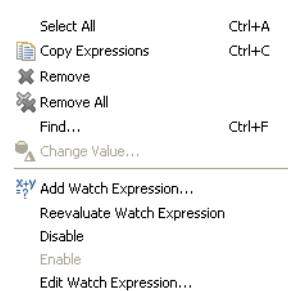 Select All Ctrl+A
Copy Expressions Ctrl+C
Remove
Remove All
Find... Ctrl+F
Change Value...
x+y =? Add Watch Expression...
Reevaluate Watch Expression
Disable
Enable
Edit Watch Expression...